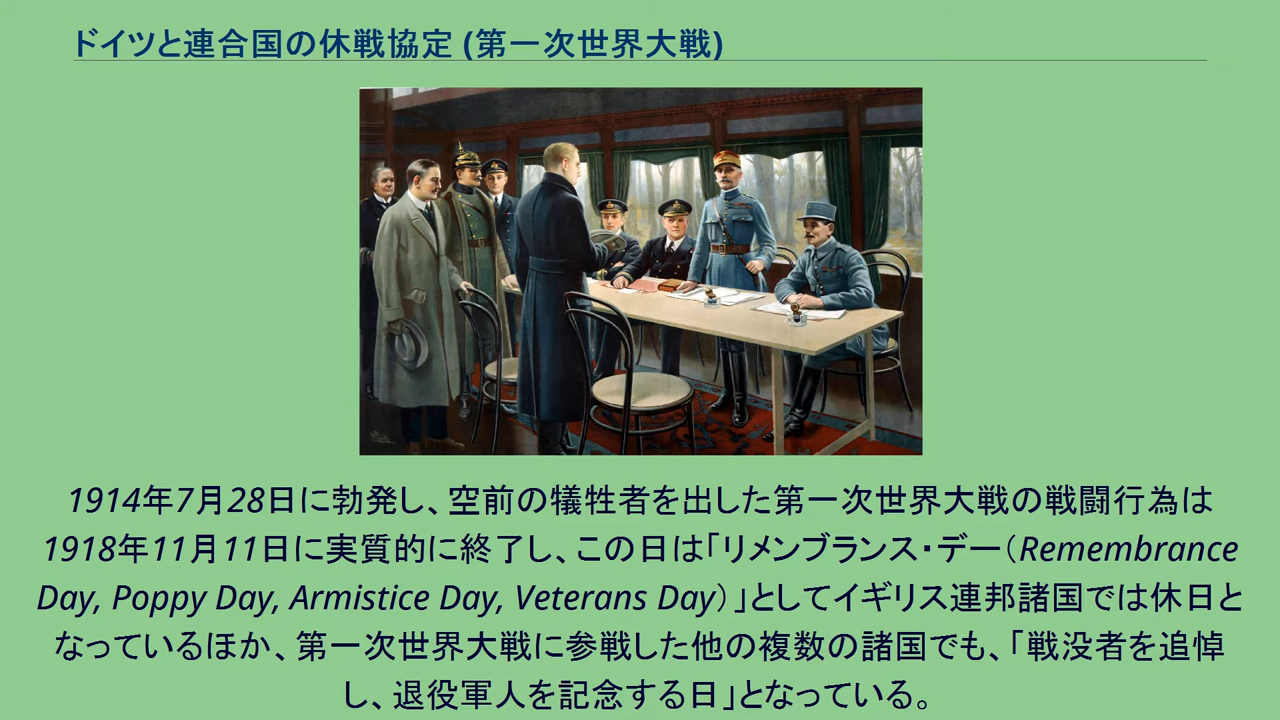 ドイツと連合国の休戦協定 (第一次世界大戦)
1914年7月28日に勃発し、空前の犠牲者を出した第一次世界大戦の戦闘行為は
1918年11月11日に実質的に終了し、この日は「リメンブランス・デー（Remembrance
Day, Poppy Day, Armistice Day, Veterans Day）」としてイギリス連邦諸国では休日と
なっているほか、第一次世界大戦に参戦した他の複数の諸国でも、「戦没者を追悼
し、退役軍人を記念する日」となっている。